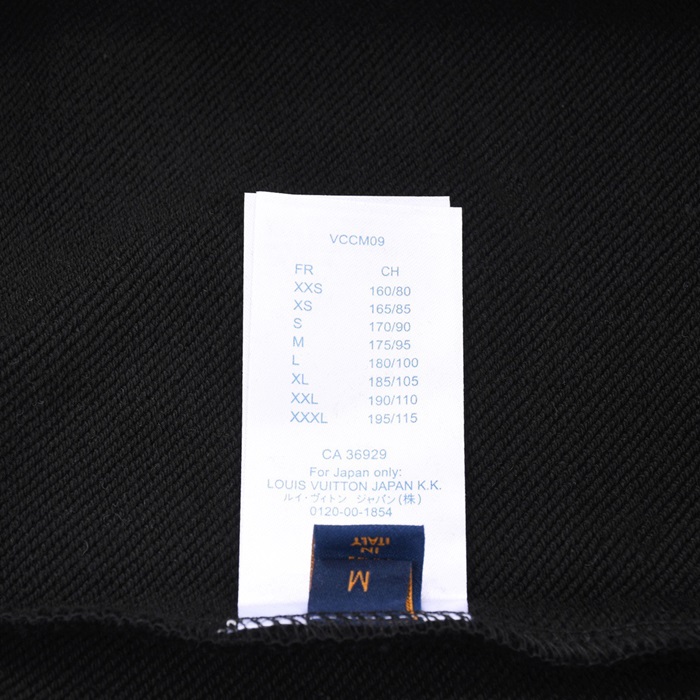 VCCM09
FR CH
XXS 160/80
XS 165/85
S 170/90
M 175/95
L 180/100
XL 185/105
XXL 190/110
XXXL 195/115
CA 36929
For Japan only:
LOUIS VUITTON JAPAN K.K.
ルイ・ヴィトン ジャパン(株)
0120-00-1854
IN
ITALY
M